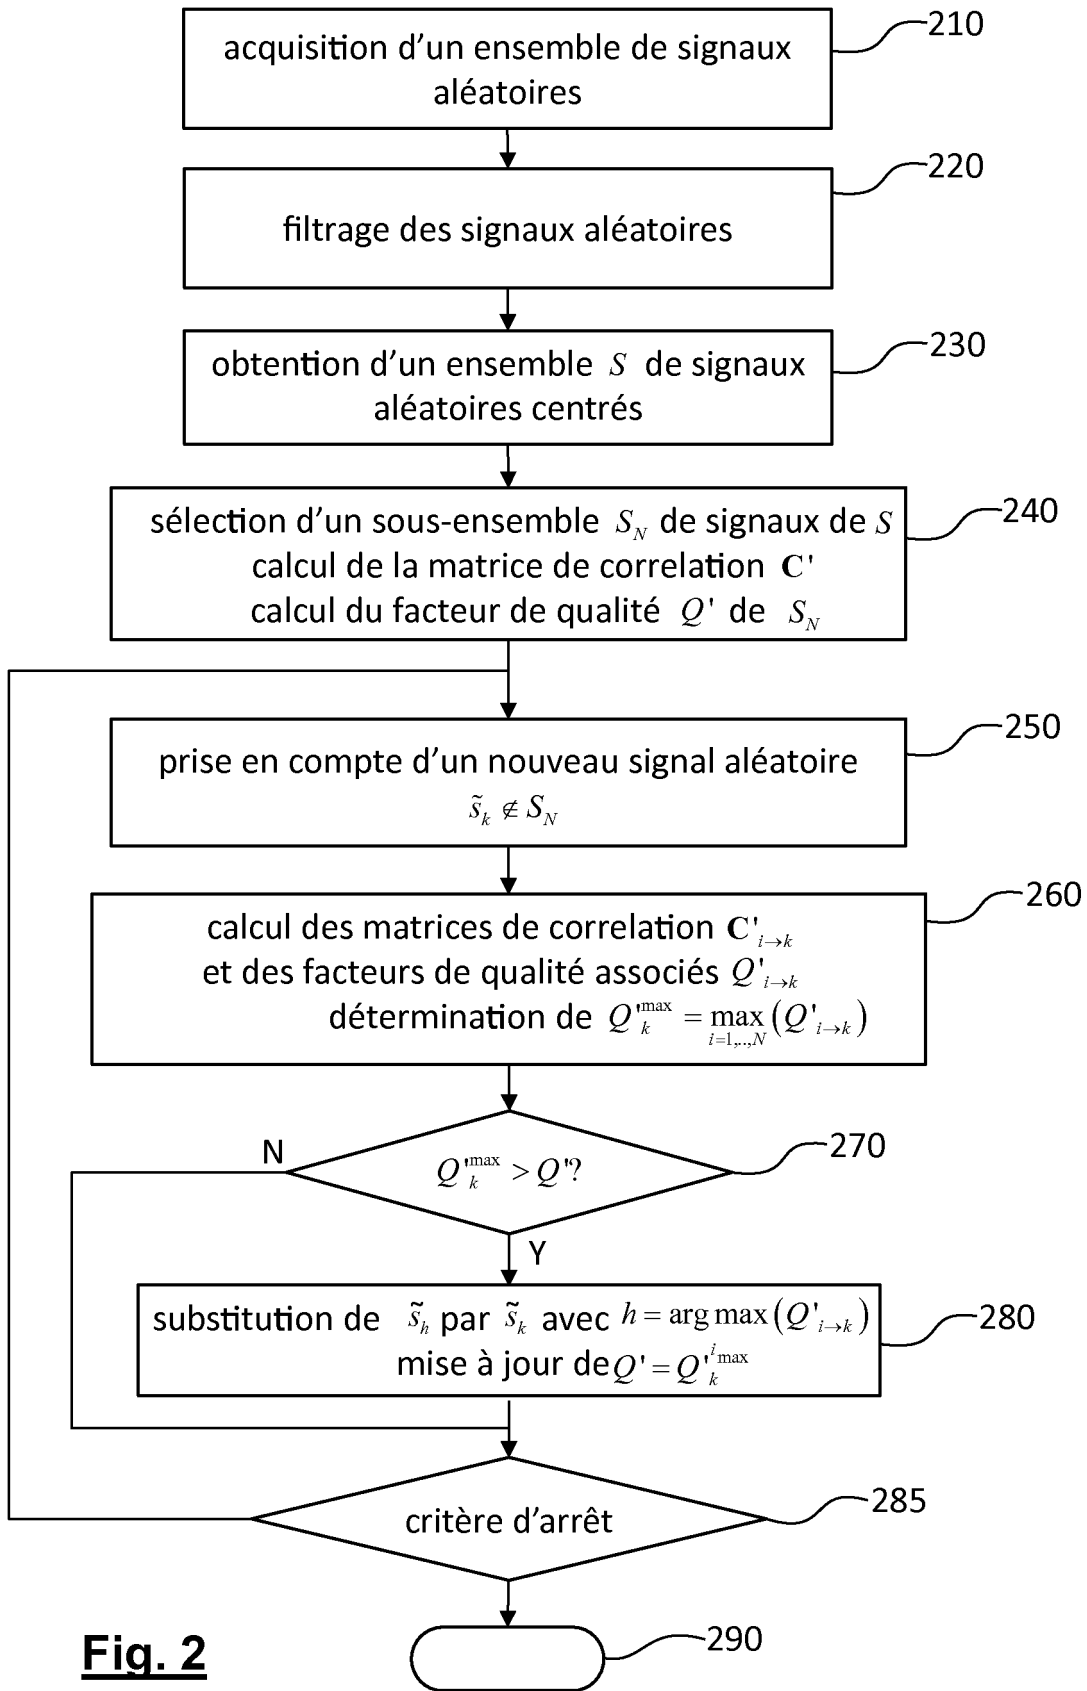 acquisition d'un ensemble de signaux
aléatoires
210
filtrage des signaux aléatoires
220
obtention d'un ensemble S de signaux
aléatoires centrés
230
sélection d'un sous-ensemble S_N de signaux de S
calcul de la matrice de correlation C'
calcul du facteur de qualité Q' de S_N
240
prise en compte d'un nouveau signal aléatoire
s̃_k ∉ S_N
250
calcul des matrices de correlation C'_{i→k}
et des facteurs de qualité associés Q'_{i→k}
détermination de Q'_k^{max} = max_{i=1,..,N} (Q'_{i→k})
260
Q'_k^{max} > Q'?
270
N
Y
substitution de s̃_h par s̃_k avec h = arg max_i (Q'_{i→k})
mise à jour de Q' = Q'_k^{max}
280
critère d'arrêt
285
290
Fig. 2